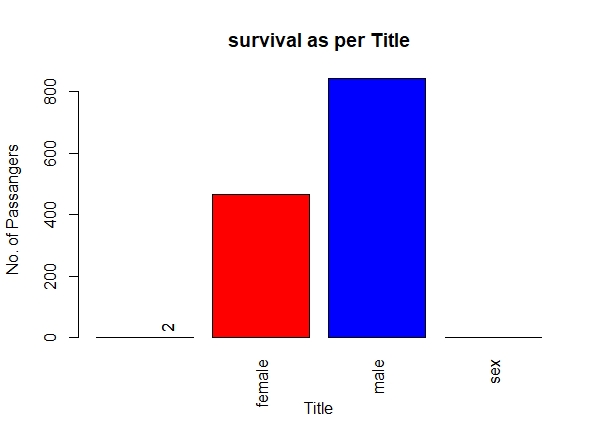 survival as per Title
No. of Passangers
800
600
400
200
0
2
female
male
sex
Title